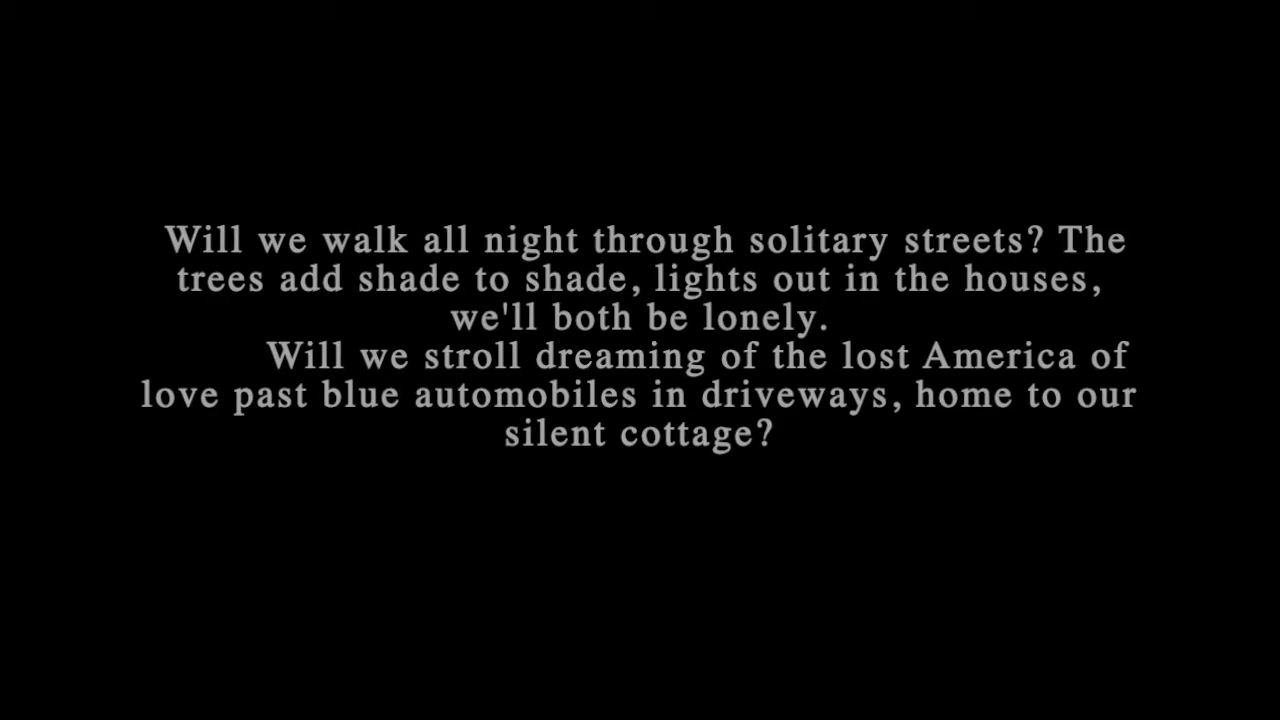 Will we walk all night through solitary streets? The
trees add shade to shade, lights out in the houses,
we'll both be lonely.
Will we stroll dreaming of the lost America of
love past blue automobiles in driveways, home to our
silent cottage?